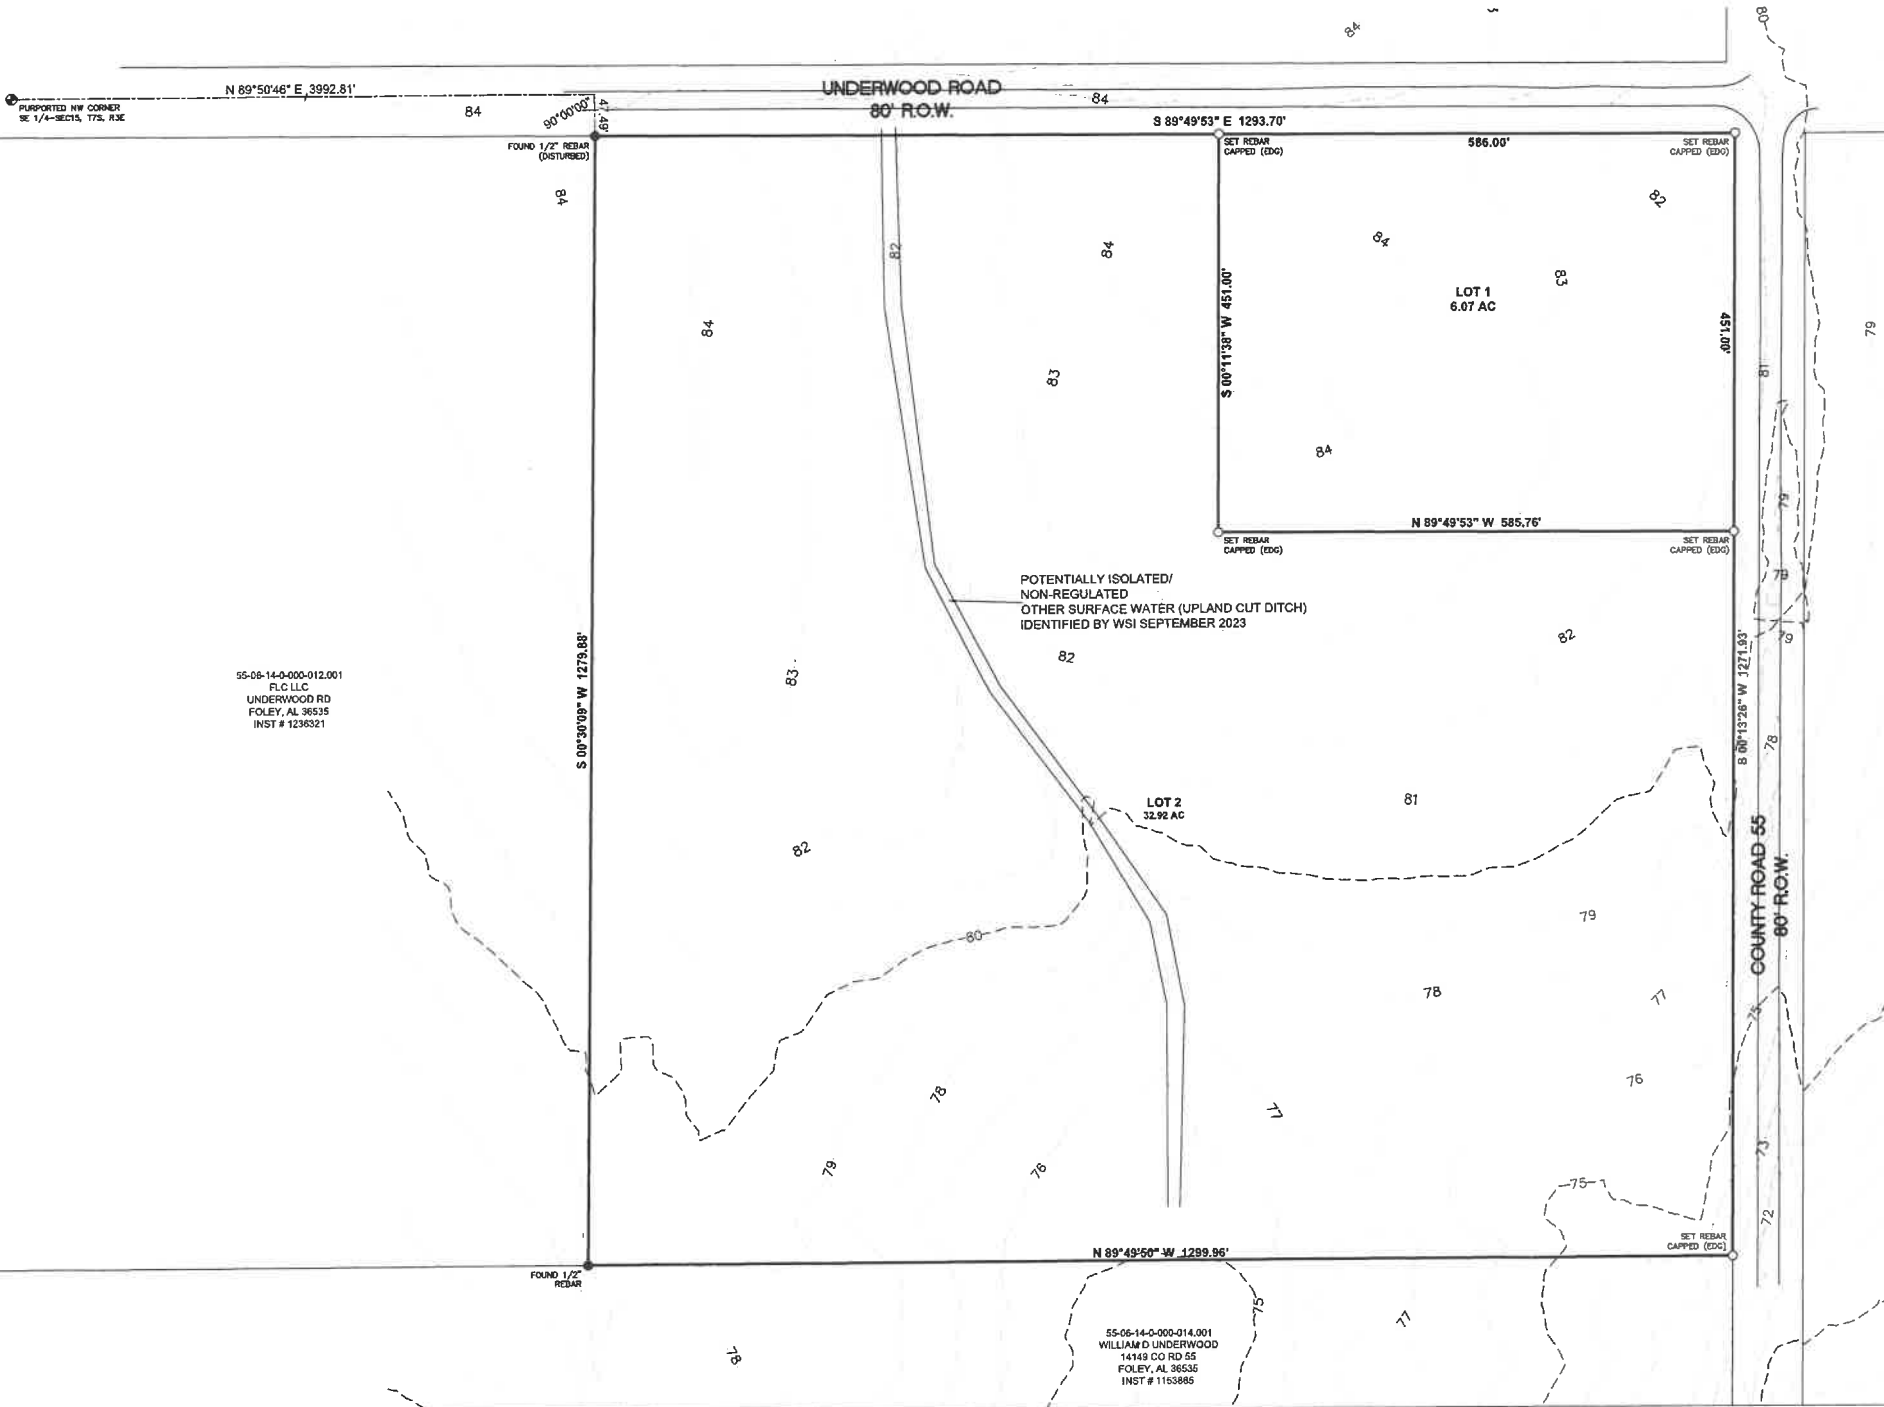 84
80
N 89°50'46" E 3992.81'
PURPORTED NW CORNER
SE 1/4-SEC15, T7S, R3E
84
90°00'00"
47.49'
UNDERWOOD ROAD
80' R.O.W.
84
S 89°49'53" E 1293.70'
FOUND 1/2" REBAR
(DISTURBED)
SET REBAR
CAPPED (EDG)
586.00'
SET REBAR
CAPPED (EDG)
84
82
84
84
82
84
83
LOT 1
6.07 AC
S 00°11'38" W 451.00'
451.00'
84
79
83
81
84
79
N 89°49'53" W 585.76'
SET REBAR
CAPPED (EDG)
SET REBAR
CAPPED (EDG)
79
POTENTIALLY ISOLATED/
NON-REGULATED
OTHER SURFACE WATER (UPLAND CUT DITCH)
IDENTIFIED BY WSI SEPTEMBER 2023
82
82
79
S 00°30'09" W 1279.88'
S 00°13'26" W 1271.93'
55-06-14-0-000-012.001
FLC LLC
UNDERWOOD RD
FOLEY, AL 36535
INST # 1236321
83
78
LOT 2
32.92 AC
81
82
COUNTY ROAD 55
80' R.O.W.
79
80
78
77
75
78
77
76
79
76
73
75
72
N 89°49'50" W 1299.96'
SET REBAR
CAPPED (EDG)
FOUND 1/2"
REBAR
75
77
78
55-06-14-0-000-014.001
WILLIAM D UNDERWOOD
14149 CO RD 55
FOLEY, AL 36535
INST # 1153885